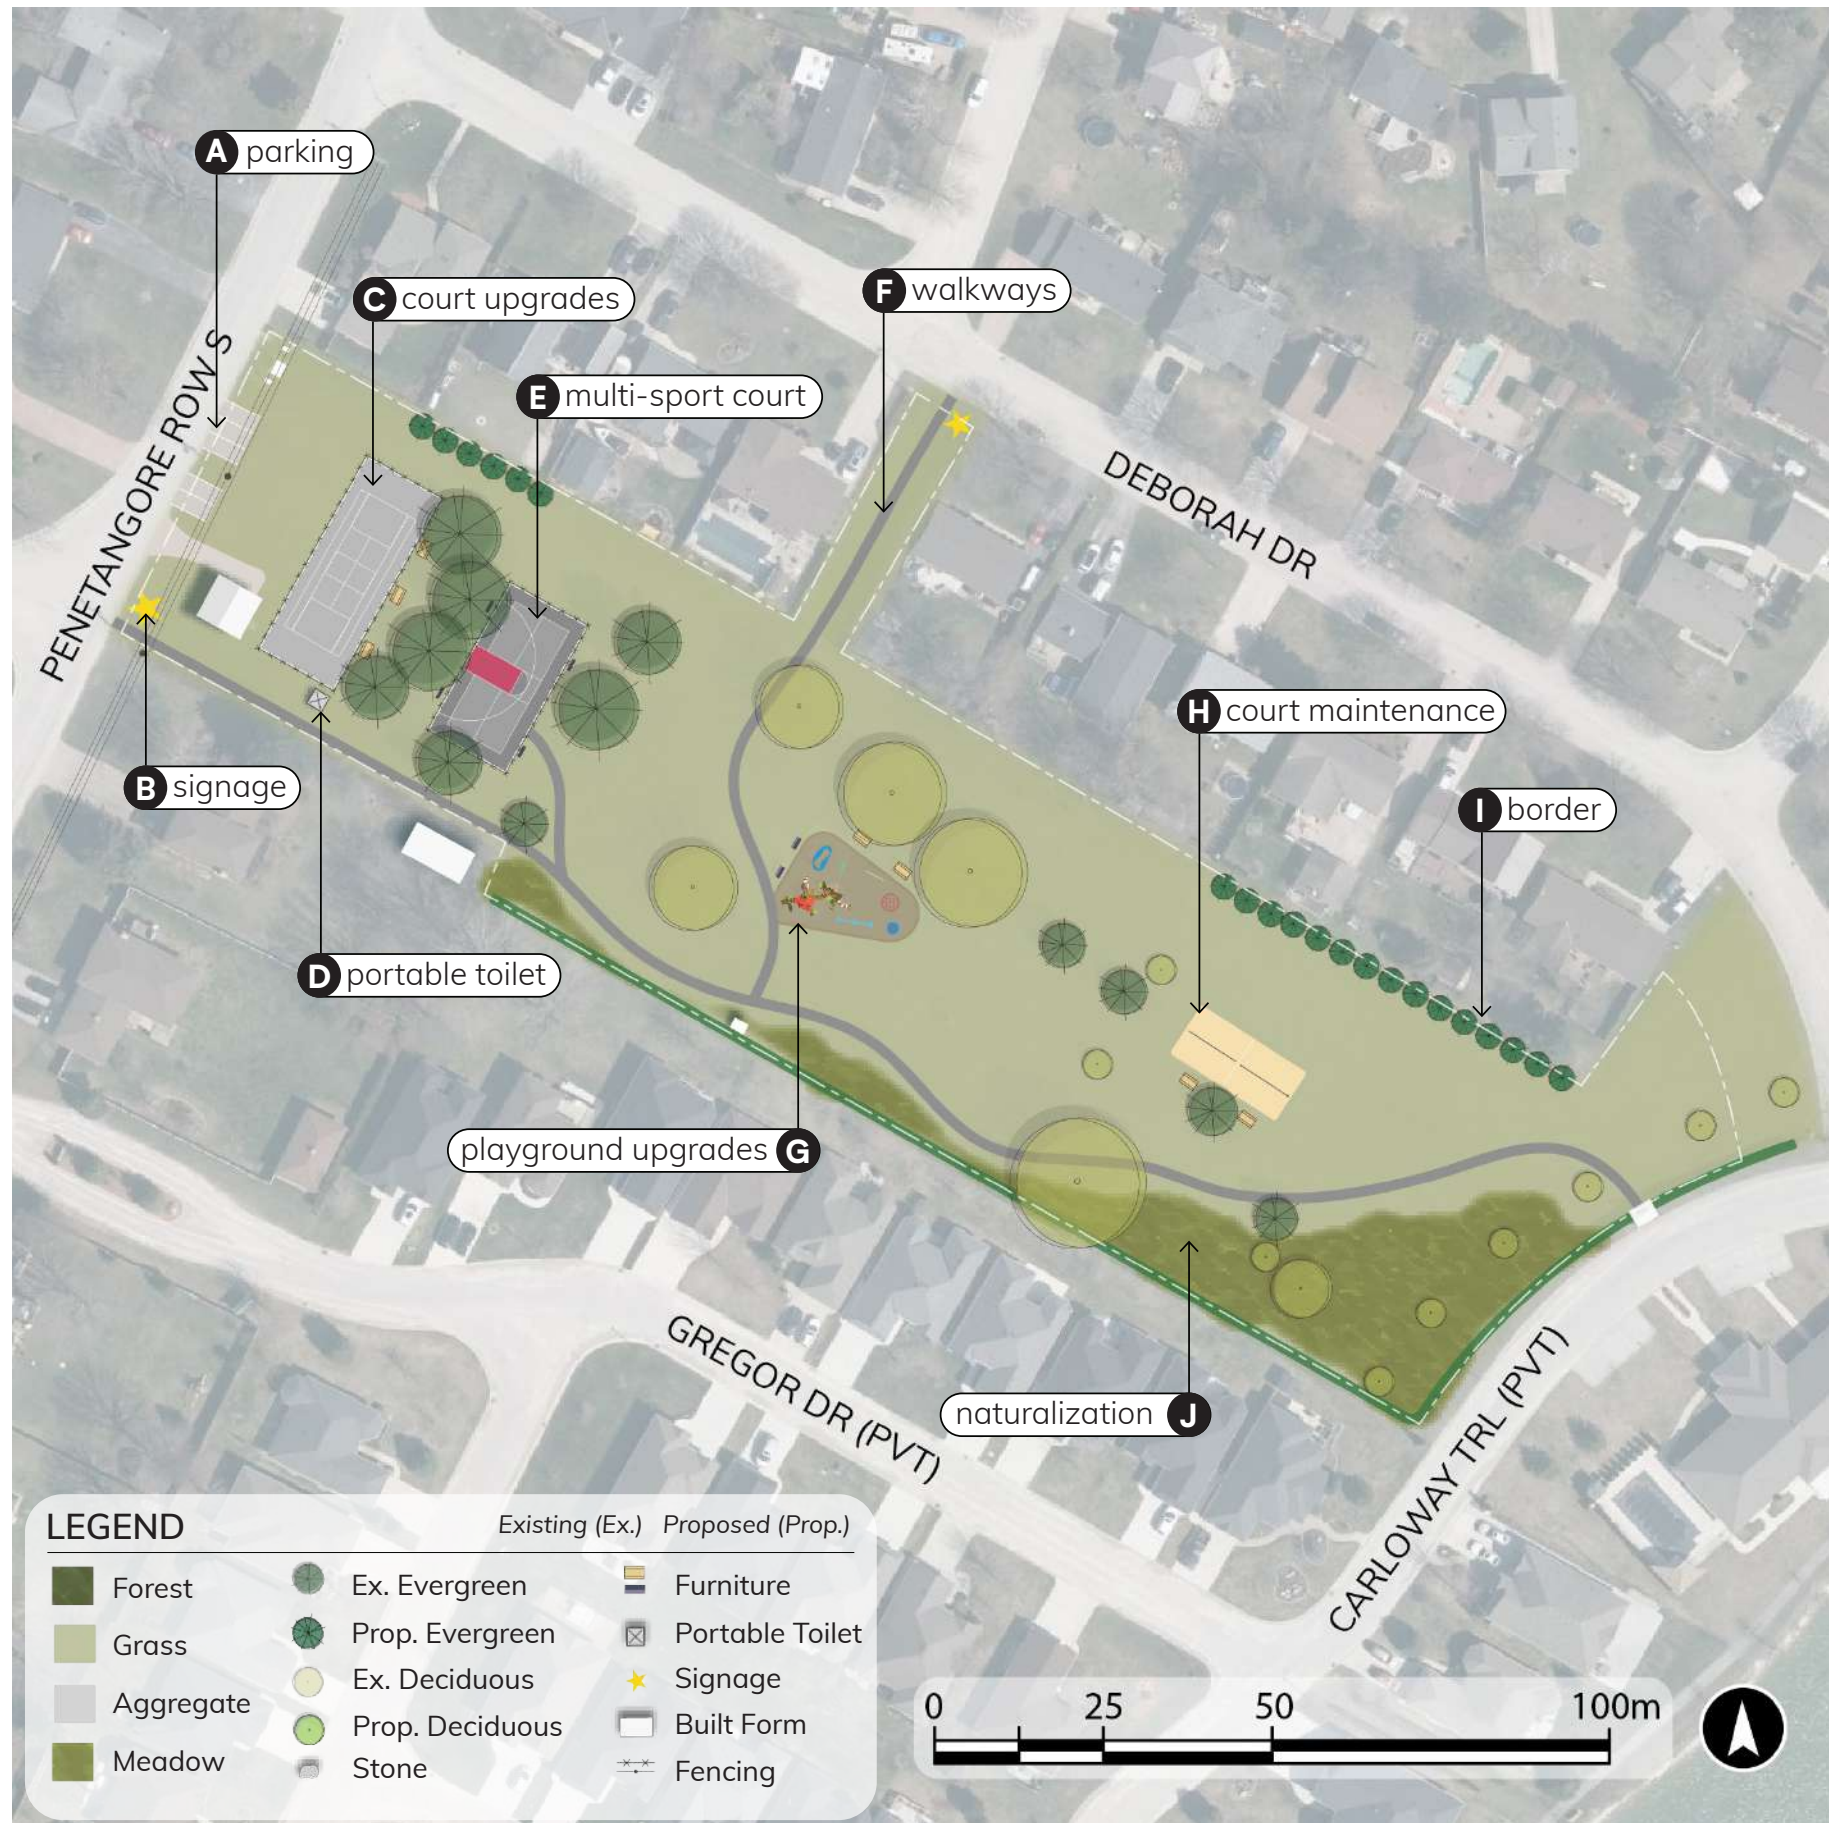 A parking
C court upgrades
F walkways
E multi-sport court
PENETANGORE ROW S
DEBORAH DR
H court maintenance
B signage
I border
D portable toilet
playground upgrades G
GREGOR DR (PVT)
naturalization J
CARLOWAY TRL (PVT)
LEGEND
Existing (Ex.) Proposed (Prop.)
Forest
Grass
Aggregate
Meadow
Ex. Evergreen
Prop. Evergreen
Ex. Deciduous
Prop. Deciduous
Stone
Furniture
Portable Toilet
Signage
Built Form
Fencing
0 25 50 100m